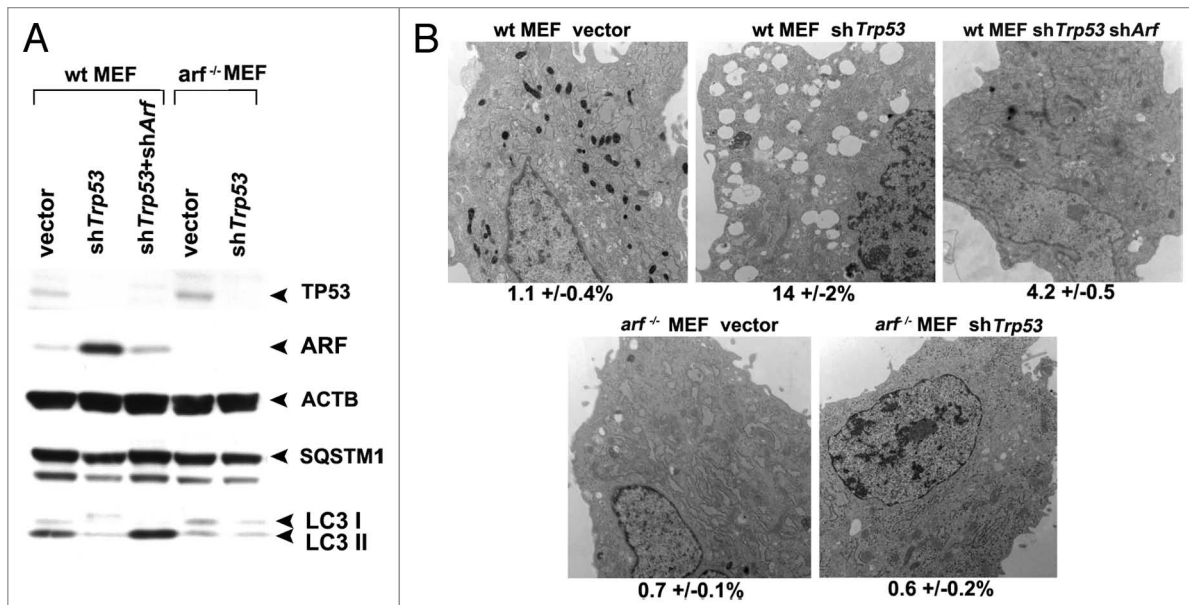 A
wt MEF
arf -/- MEF
vector
shTrp53
shTrp53+shArf
vector
shTrp53
TP53
ARF
ACTB
SQSTM1
LC3 I
LC3 II
B
wt MEF vector
wt MEF shTrp53
wt MEF shTrp53 shArf
1.1 +/-0.4%
14 +/-2%
4.2 +/-0.5
arf -/- MEF vector
arf -/- MEF shTrp53
0.7 +/-0.1%
0.6 +/-0.2%